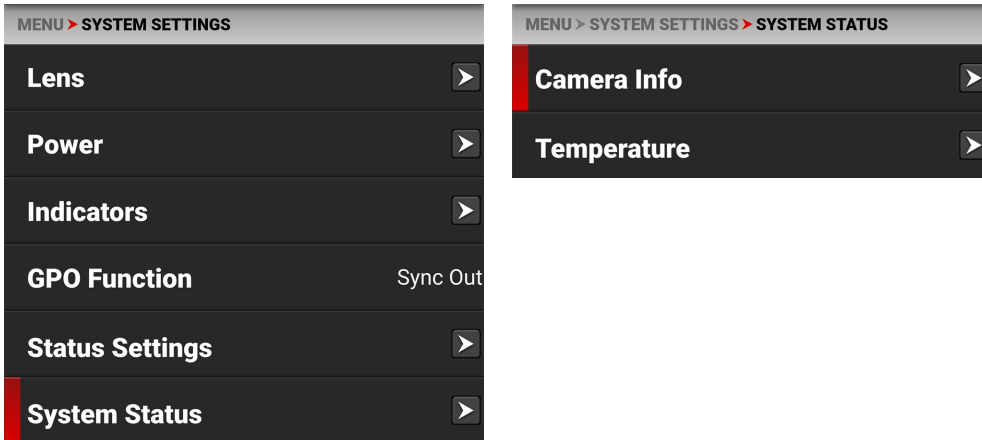 MENU > SYSTEM SETTINGS
Lens
Power
Indicators
GPO Function Sync Out
Status Settings
System Status
MENU > SYSTEM SETTINGS > SYSTEM STATUS
Camera Info
Temperature